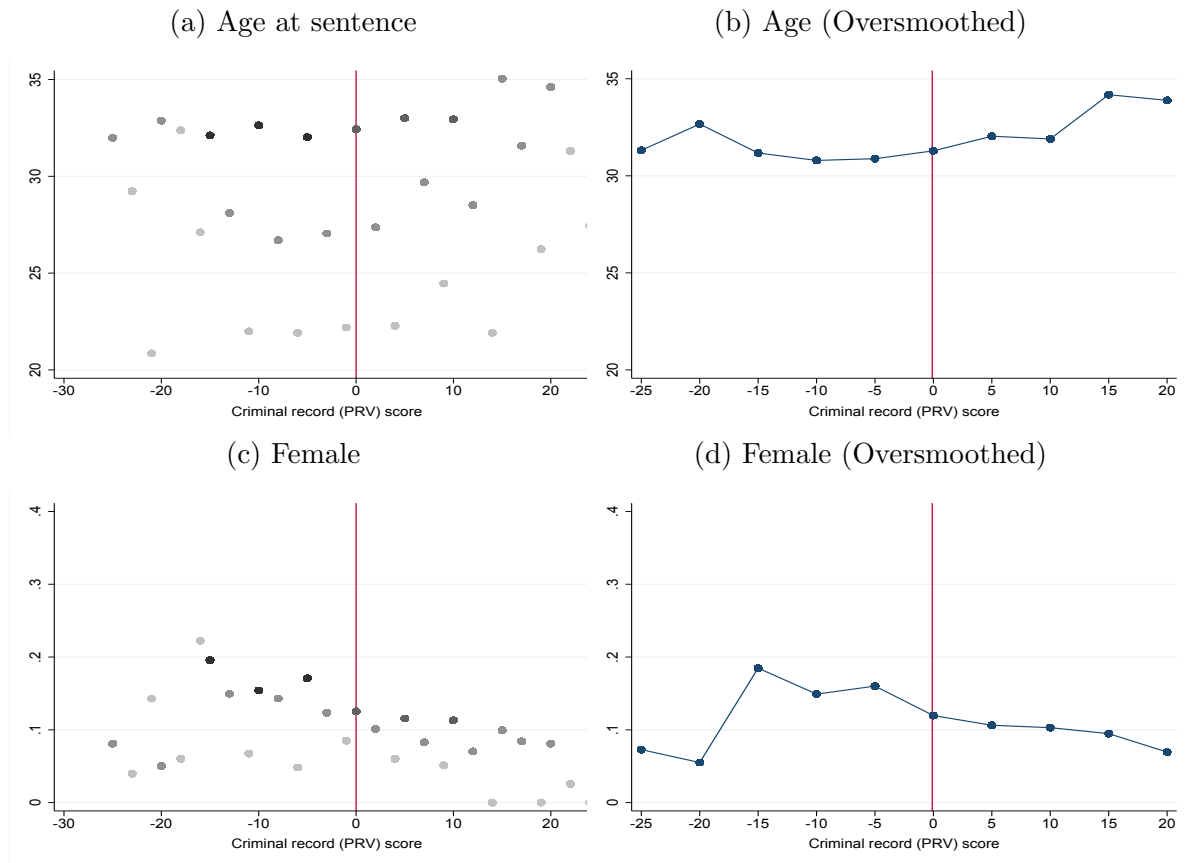 (a) Age at sentence
35
30
25
20
-30 -20 -10 0 10 20
Criminal record (PRV) score
(b) Age (Oversmoothed)
35
30
25
20
-25 -20 -15 -10 -5 0 5 10 15 20
Criminal record (PRV) score
(c) Female
.4
.3
.2
.1
0
-30 -20 -10 0 10 20
Criminal record (PRV) score
(d) Female (Oversmoothed)
.4
.3
.2
.1
0
-25 -20 -15 -10 -5 0 5 10 15 20
Criminal record (PRV) score